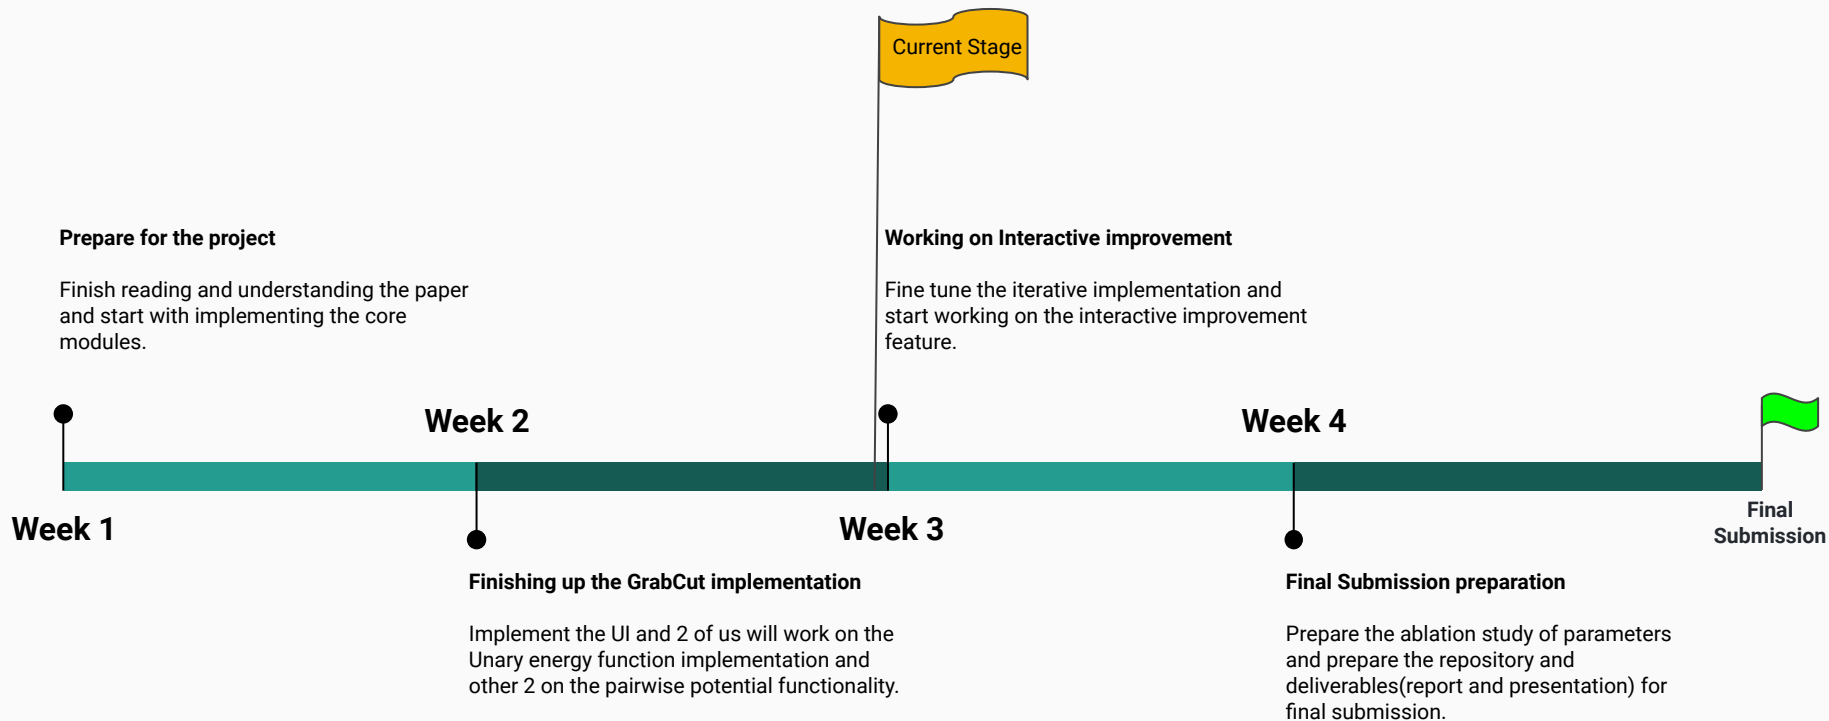 Current Stage
Prepare for the project
Finish reading and understanding the paper
and start with implementing the core
modules.
Working on Interactive improvement
Fine tune the iterative implementation and
start working on the interactive improvement
feature.
Week 2
Week 4
Week 1
Week 3
Final
Submission
Finishing up the GrabCut implementation
Implement the UI and 2 of us will work on the
Unary energy function implementation and
other 2 on the pairwise potential functionality.
Final Submission preparation
Prepare the ablation study of parameters
and prepare the repository and
deliverables(report and presentation) for
final submission.